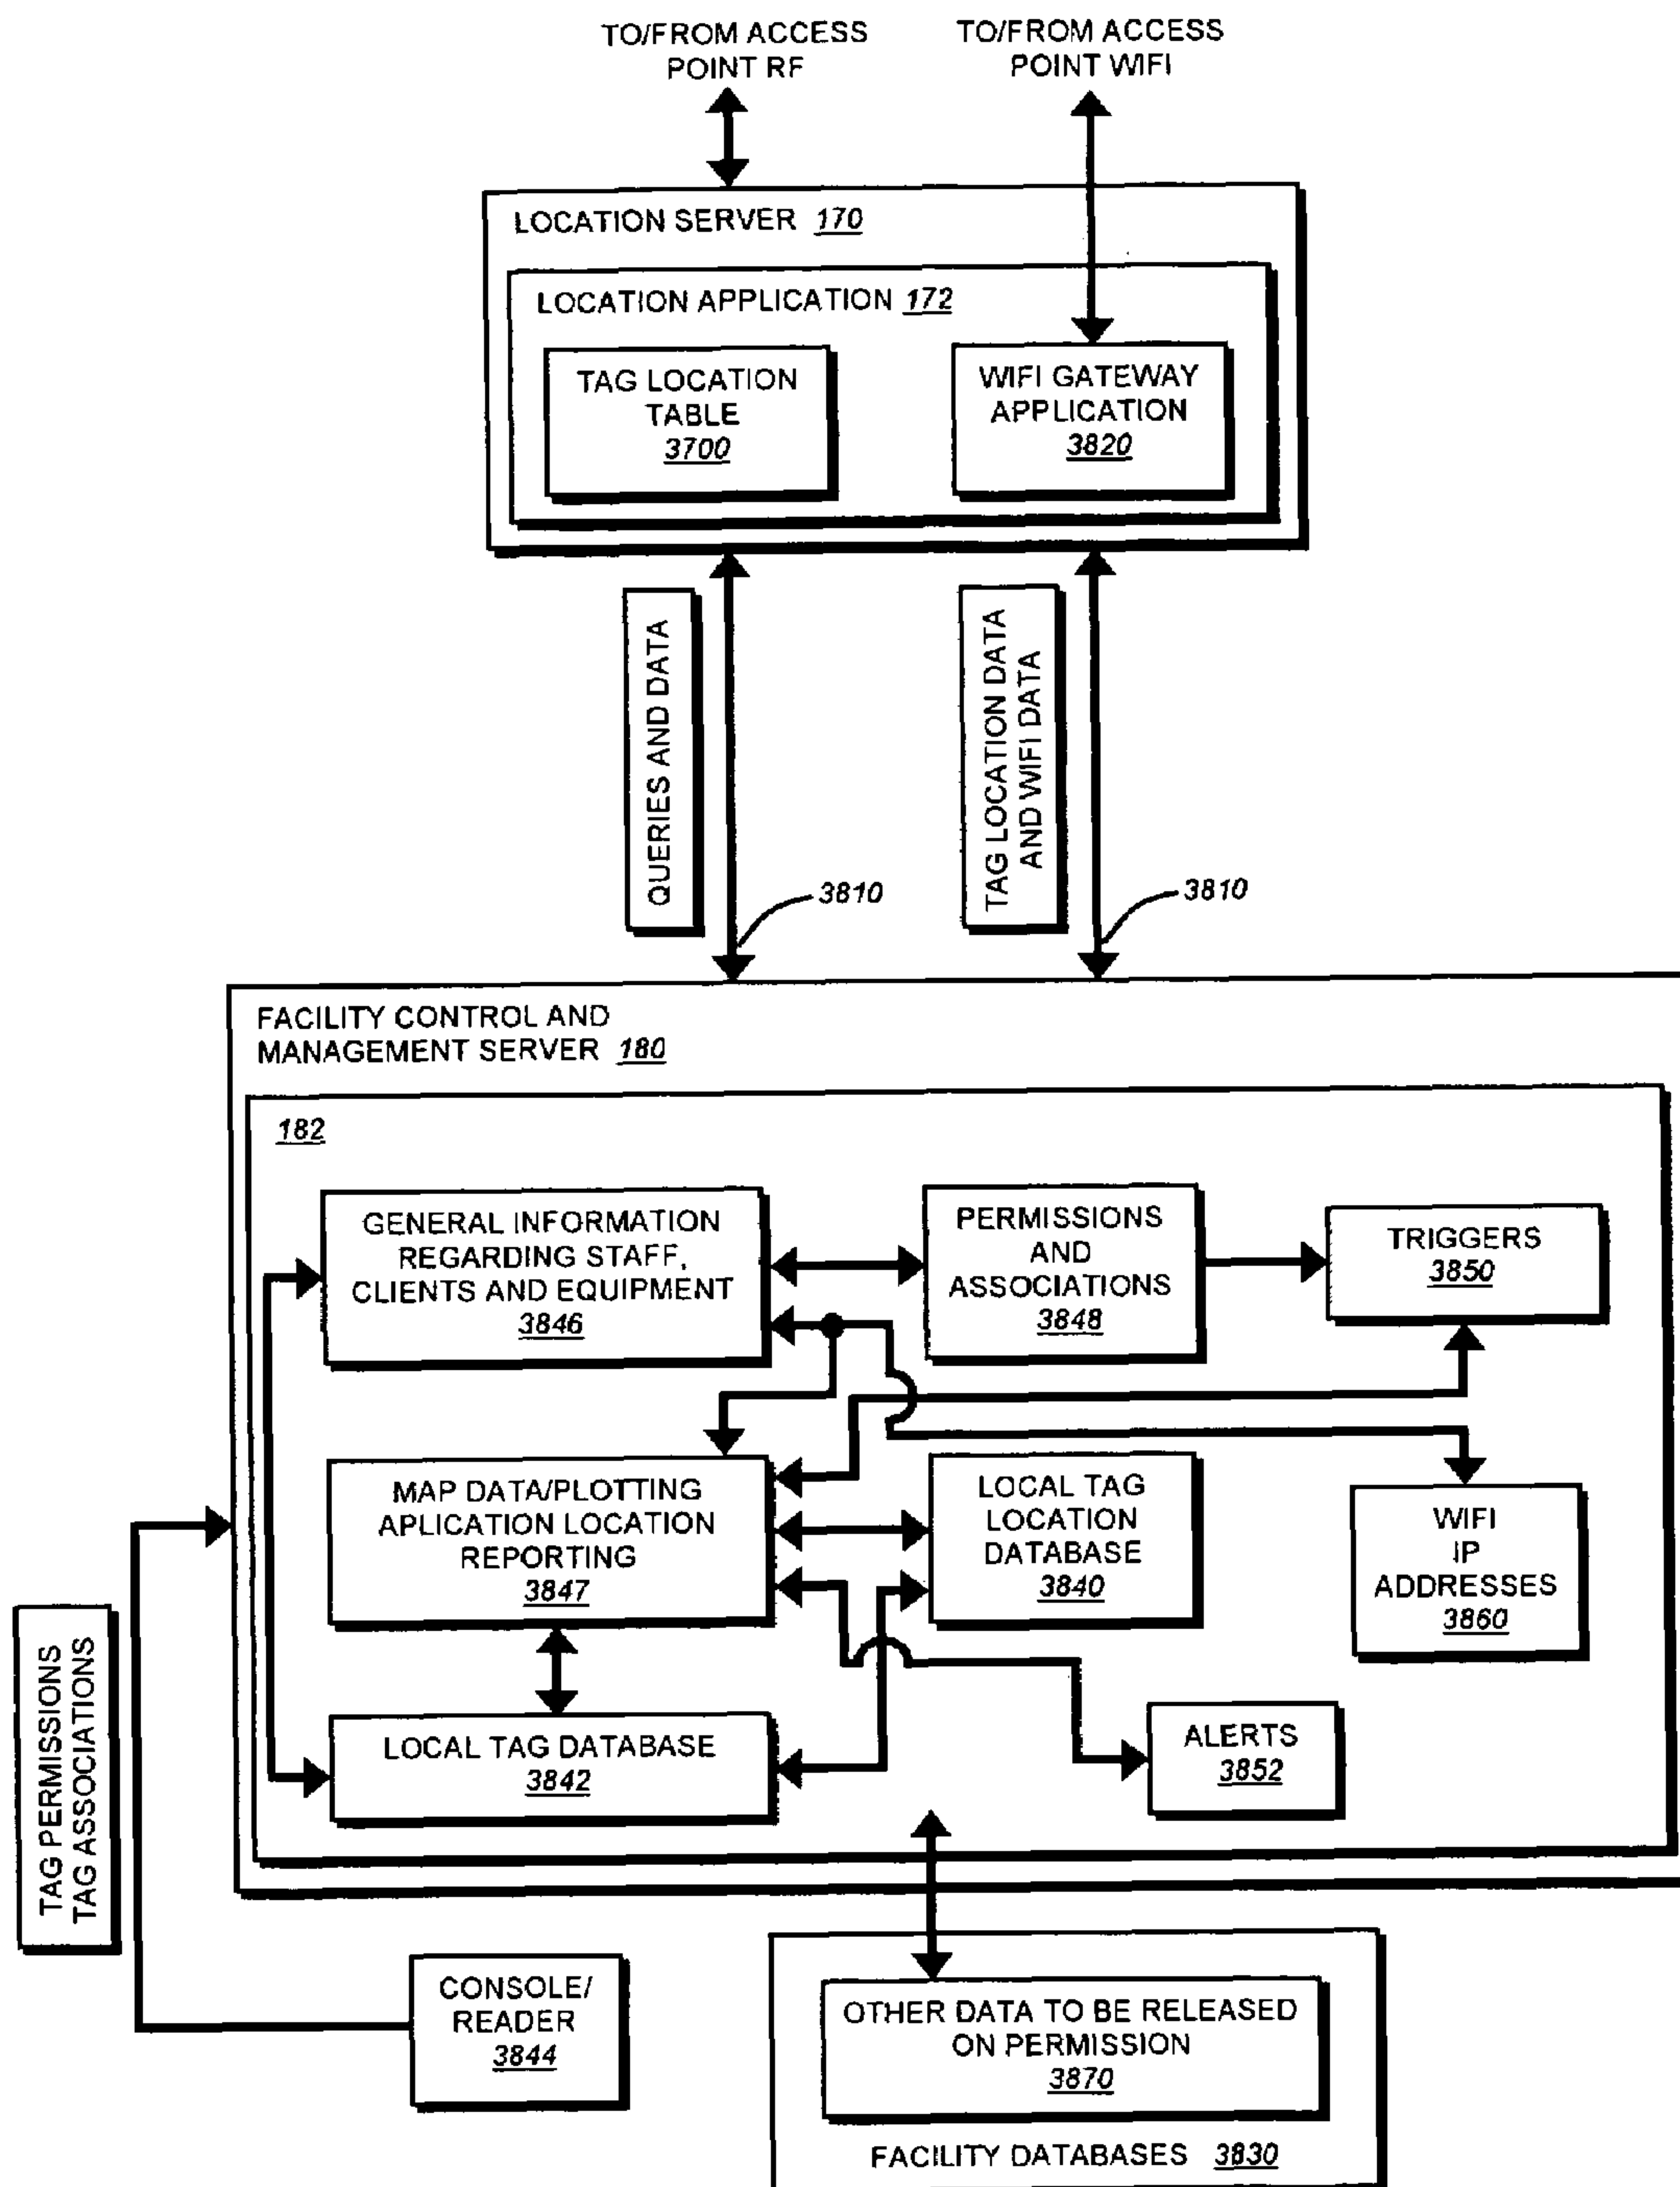 TO/FROM ACCESS
POINT RF
TO/FROM ACCESS
POINT WIFI
LOCATION SERVER 170
LOCATION APPLICATION 172
TAG LOCATION
TABLE
3700
WIFI GATEWAY
APPLICATION
3820
QUERIES AND DATA
TAG LOCATION DATA
AND WIFI DATA
3810
3810
FACILITY CONTROL AND
MANAGEMENT SERVER 180
182
GENERAL INFORMATION
REGARDING STAFF,
CLIENTS AND EQUIPMENT
3846
PERMISSIONS
AND
ASSOCIATIONS
3848
TRIGGERS
3850
MAP DATA/PLOTTING
APLICATION LOCATION
REPORTING
3847
LOCAL TAG
LOCATION
DATABASE
3840
WIFI
IP
ADDRESSES
3860
TAG PERMISSIONS
TAG ASSOCIATIONS
LOCAL TAG DATABASE
3842
ALERTS
3852
CONSOLE/
READER
3844
OTHER DATA TO BE RELEASED
ON PERMISSION
3870
FACILITY DATABASES 3830